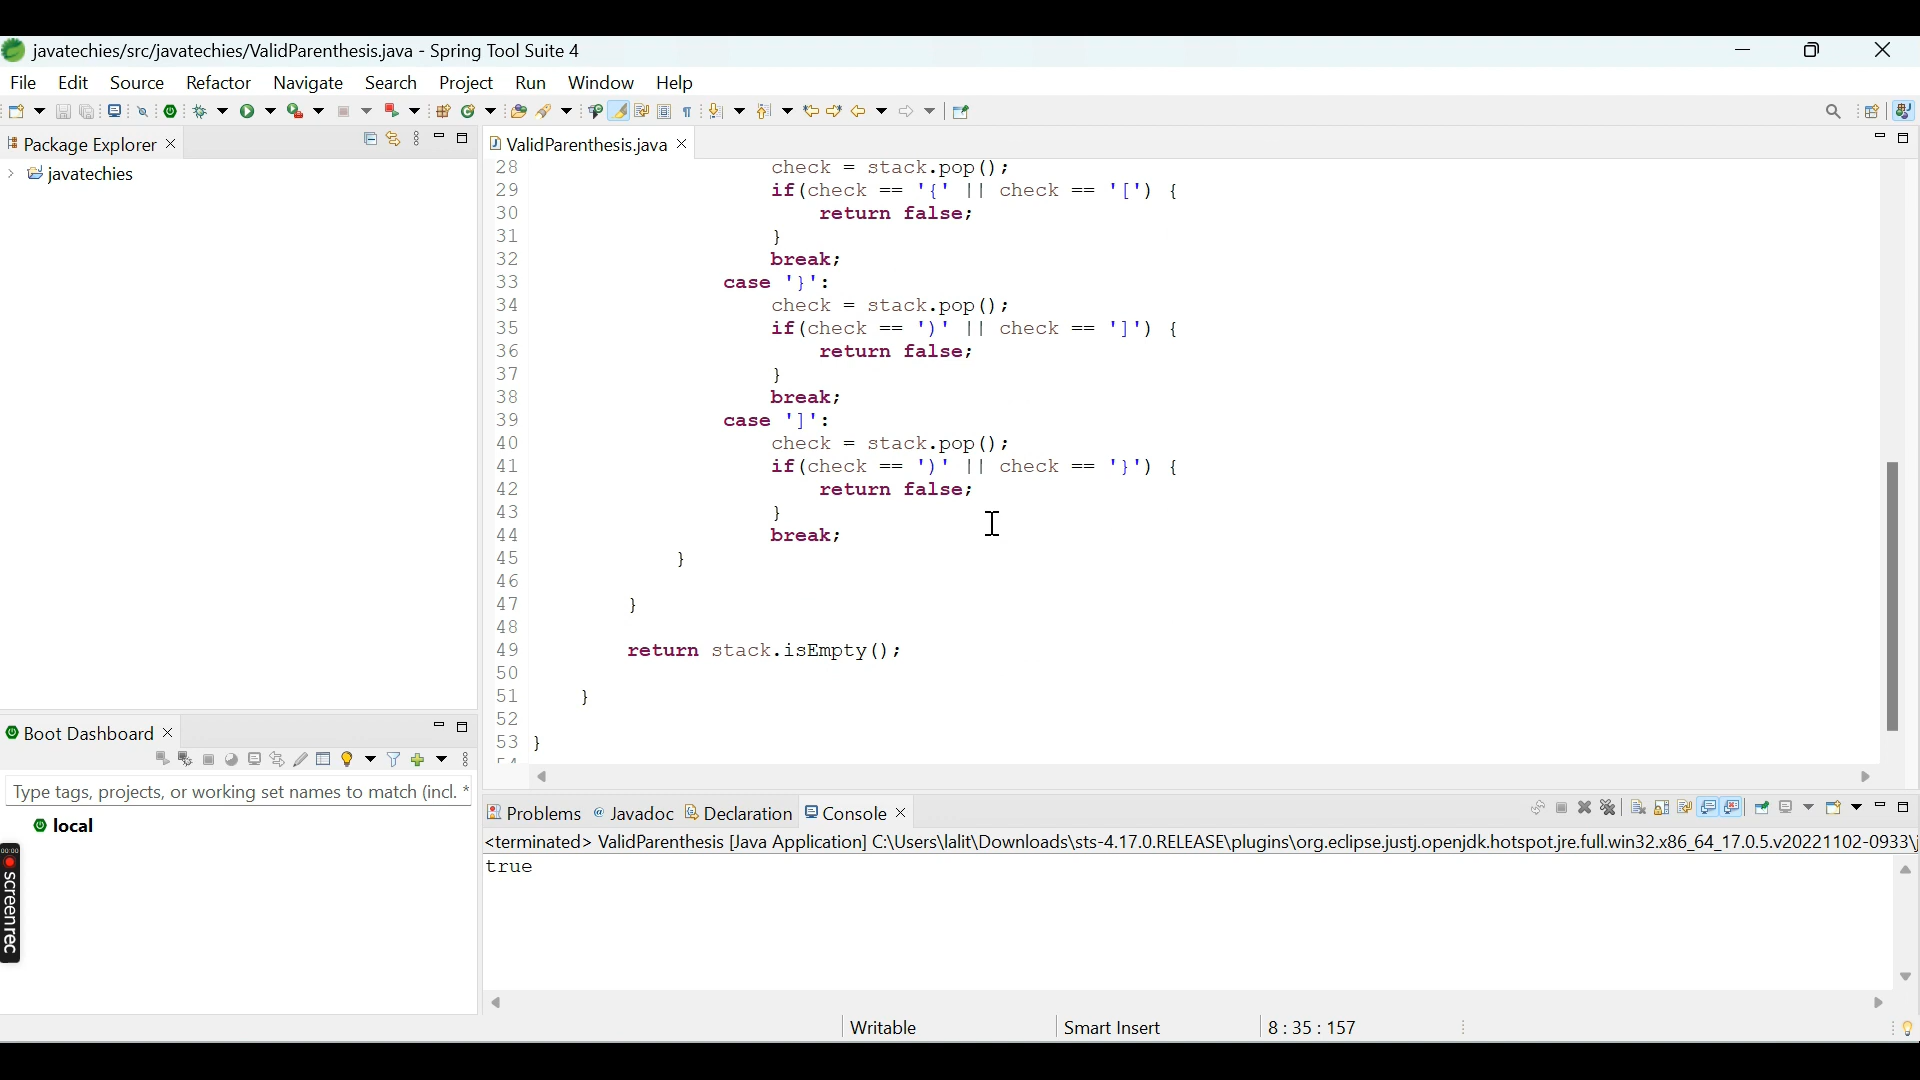 javatechies/src/javatechies/ValidParenthesis.java - Spring Tool Suite 4
File Edit Source Refactor Navigate Search Project Run Window Help
Package Explorer
javatechies
ValidParenthesis.java
28 check = stack.pop();
29 if(check == '{' || check == '[') {
30 return false;
31 }
32 break;
33 case '}':
34 check = stack.pop();
35 if(check == ')' || check == ']') {
36 return false;
37 }
38 break;
39 case ']':
40 check = stack.pop();
41 if(check == ')' || check == '}') {
42 return false;
43 }
44 break;
45 }
46
47 }
48
49 return stack.isEmpty();
50
51 }
52
53 }
Boot Dashboard
Type tags, projects, or working set names to match (incl. *
local
00:00
screenrec
Problems @ Javadoc Declaration Console
<terminated> ValidParenthesis [Java Application] C:\Users\lalit\Downloads\sts-4.17.0.RELEASE\plugins\org.eclipse.justj.openjdk.hotspot.jre.full.win32.x86_64_17.0.5.v20221102-0933\j
true
Writable Smart Insert 8 : 35 : 157